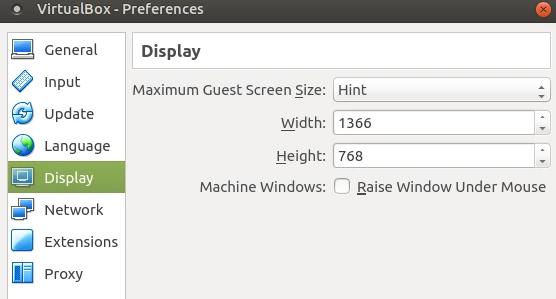 VirtualBox - Preferences
General
Input
Update
Language
Display
Network
Extensions
Proxy
Display
Maximum Guest Screen Size: Hint
Width: 1366
Height: 768
Machine Windows: Raise Window Under Mouse